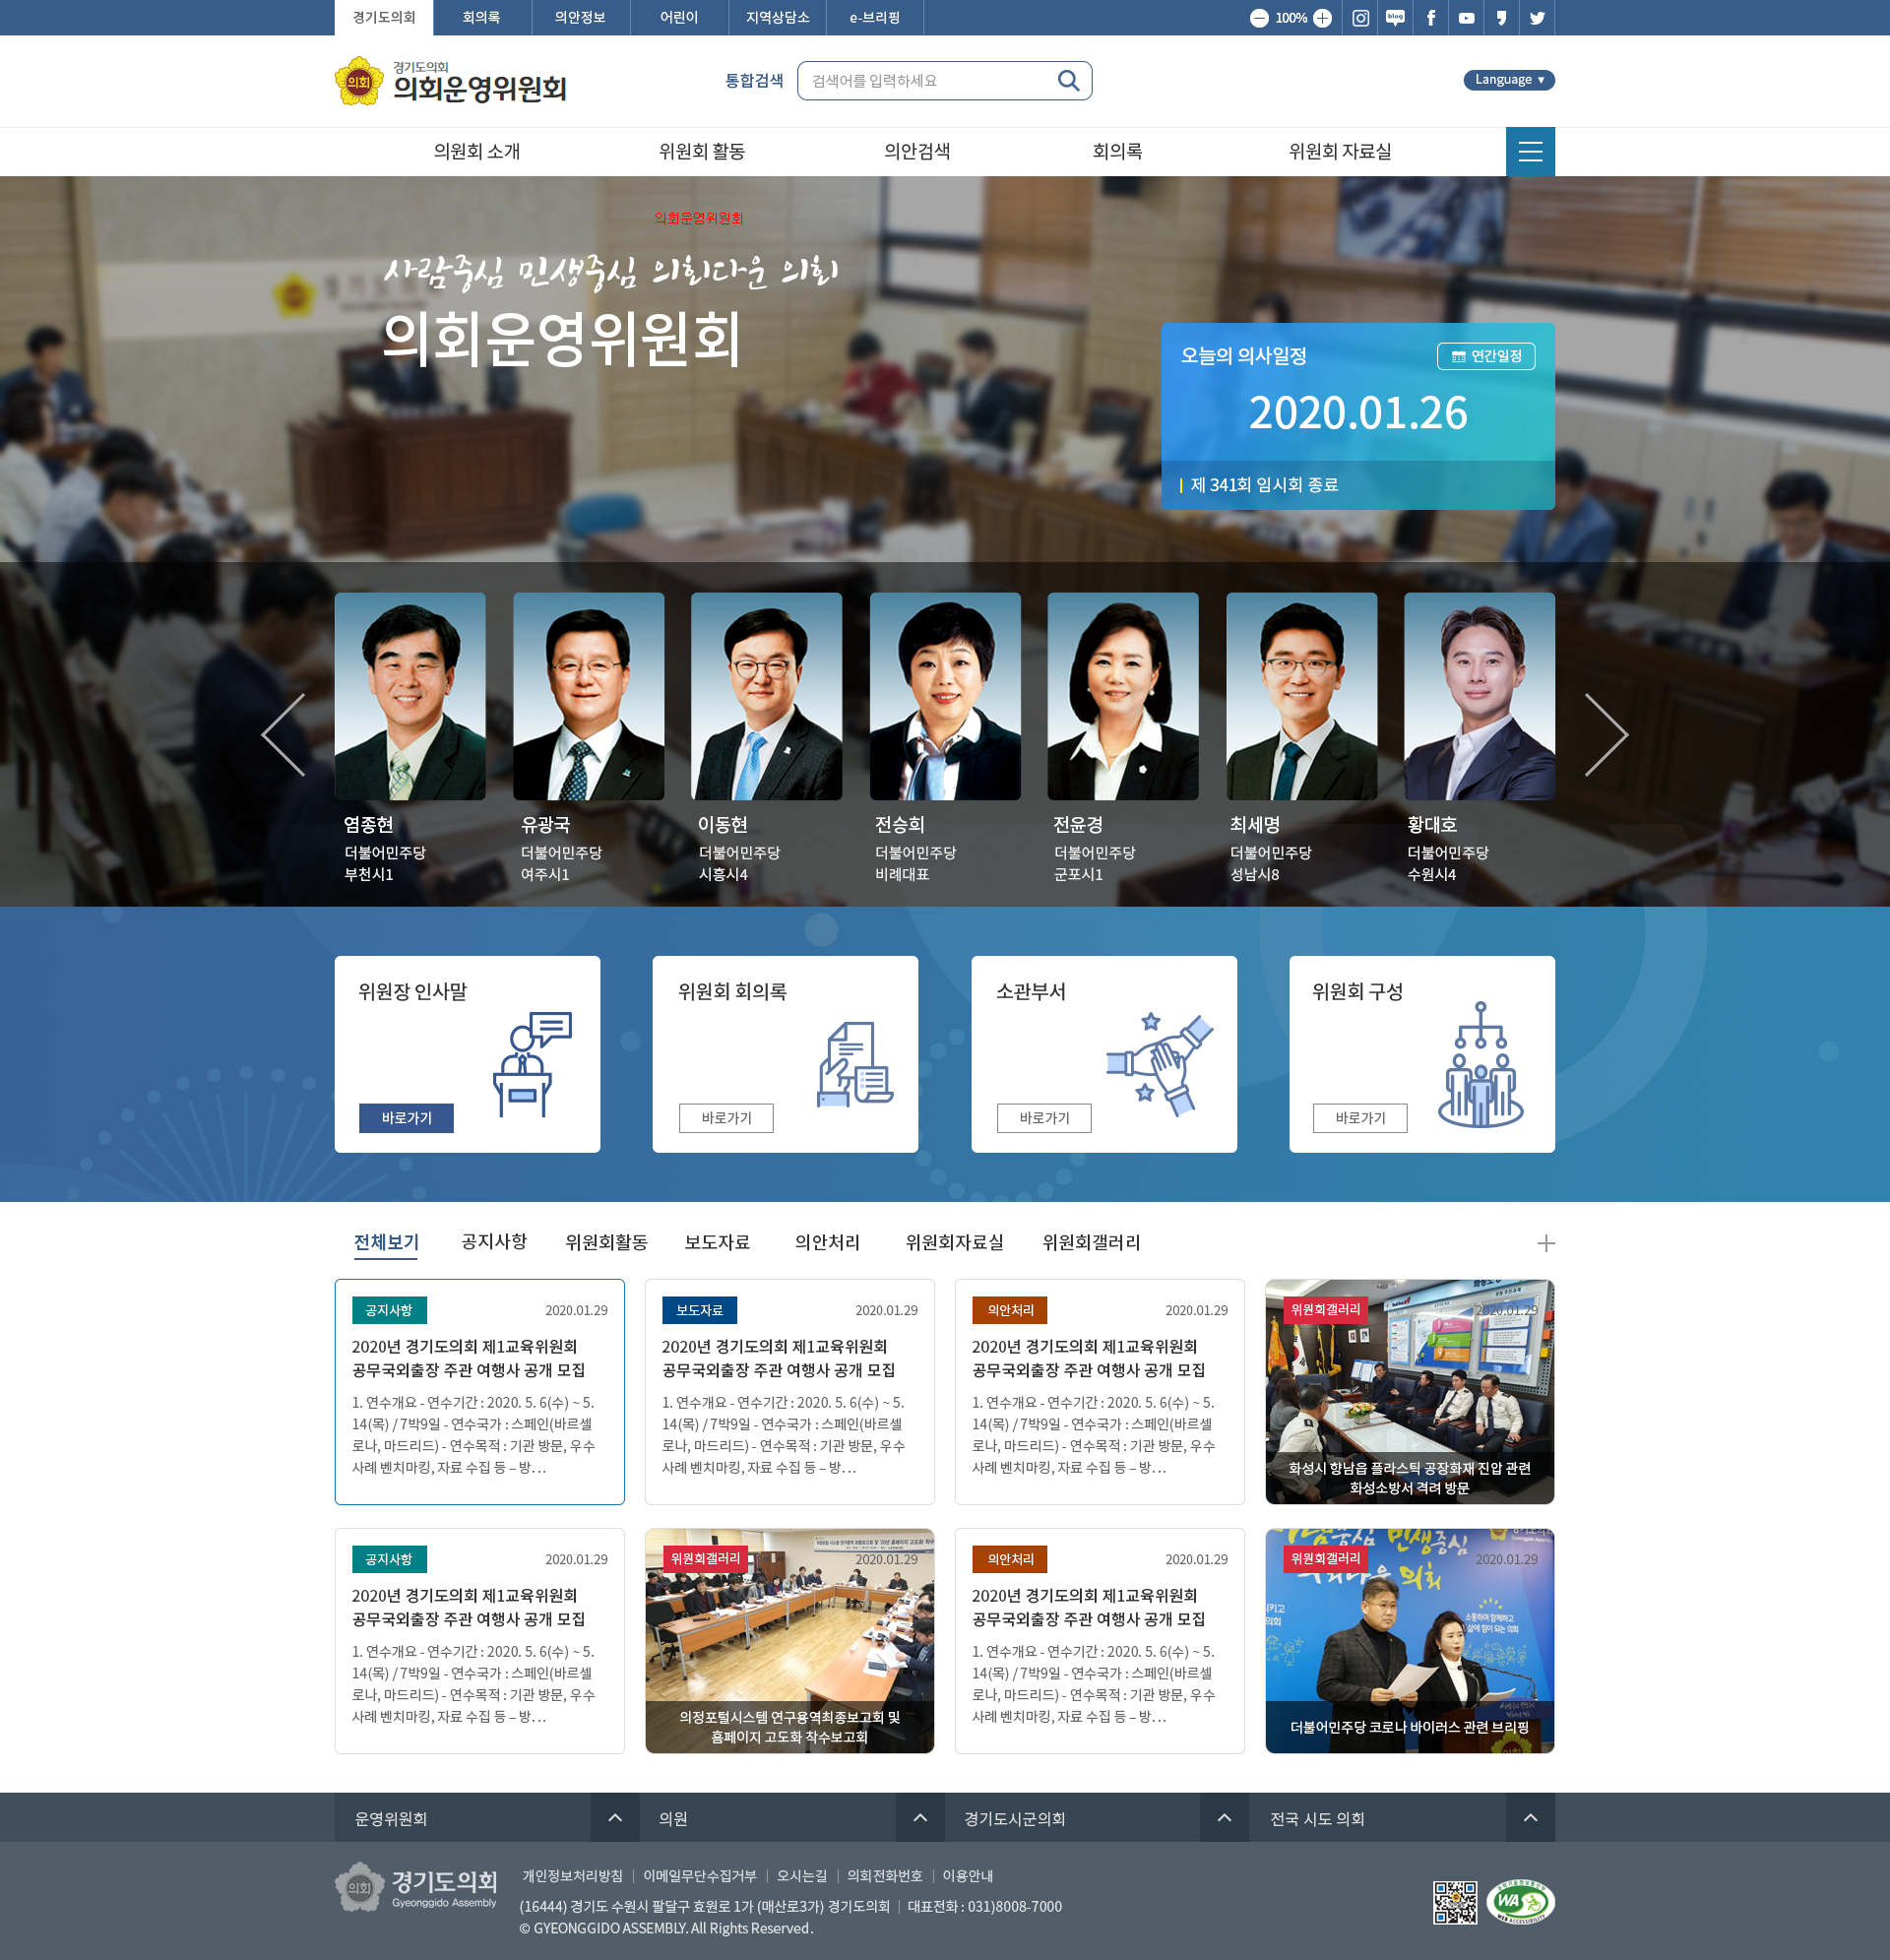 경기도의회 회의록 의안정보 어린이 지역상담소 e-브리핑 100% blog
의회 경기도의회
의회운영위원회
통합검색 검색어를 입력하세요
Language ▼
의원회 소개 위원회 활동 의안검색 회의록 위원회 자료실
의회운영위원회
사람중심 민생중심 의회다운 의회
의회운영위원회
오늘의 의사일정 연간일정
2020.01.26
제 341회 임시회 종료
염종현 유광국 이동현 전승희 전윤경 최세명 황대호
더불어민주당 더불어민주당 더불어민주당 더불어민주당 더불어민주당 더불어민주당 더불어민주당
부천시1 여주시1 시흥시4 비례대표 군포시1 성남시8 수원시4
위원장 인사말 위원회 회의록 소관부서 위원회 구성
바로가기 바로가기 바로가기 바로가기
전체보기 공지사항 위원회활동 보도자료 의안처리 위원회자료실 위원회갤러리
공지사항 2020.01.29
2020년 경기도의회 제1교육위원회
공무국외출장 주관 여행사 공개 모집
1. 연수개요 - 연수기간 : 2020. 5. 6(수) ~ 5.
14(목) / 7박9일 - 연수국가 : 스페인(바르셀
로나, 마드리드) - 연수목적 : 기관 방문, 우수
사례 벤치마킹, 자료 수집 등 – 방…
보도자료 2020.01.29
2020년 경기도의회 제1교육위원회
공무국외출장 주관 여행사 공개 모집
1. 연수개요 - 연수기간 : 2020. 5. 6(수) ~ 5.
14(목) / 7박9일 - 연수국가 : 스페인(바르셀
로나, 마드리드) - 연수목적 : 기관 방문, 우수
사례 벤치마킹, 자료 수집 등 – 방…
의안처리 2020.01.29
2020년 경기도의회 제1교육위원회
공무국외출장 주관 여행사 공개 모집
1. 연수개요 - 연수기간 : 2020. 5. 6(수) ~ 5.
14(목) / 7박9일 - 연수국가 : 스페인(바르셀
로나, 마드리드) - 연수목적 : 기관 방문, 우수
사례 벤치마킹, 자료 수집 등 – 방…
위원회갤러리 2020.01.29
화성시 향남읍 플라스틱 공장화재 진압 관련
화성소방서 격려 방문
공지사항 2020.01.29
2020년 경기도의회 제1교육위원회
공무국외출장 주관 여행사 공개 모집
1. 연수개요 - 연수기간 : 2020. 5. 6(수) ~ 5.
14(목) / 7박9일 - 연수국가 : 스페인(바르셀
로나, 마드리드) - 연수목적 : 기관 방문, 우수
사례 벤치마킹, 자료 수집 등 – 방…
위원회갤러리 2020.01.29
의정포털시스템 연구용역최종보고회 및
홈페이지 고도화 착수보고회
의안처리 2020.01.29
2020년 경기도의회 제1교육위원회
공무국외출장 주관 여행사 공개 모집
1. 연수개요 - 연수기간 : 2020. 5. 6(수) ~ 5.
14(목) / 7박9일 - 연수국가 : 스페인(바르셀
로나, 마드리드) - 연수목적 : 기관 방문, 우수
사례 벤치마킹, 자료 수집 등 – 방…
위원회갤러리 2020.01.29
더불어민주당 코로나 바이러스 관련 브리핑
운영위원회 의원 경기도시군의회 전국 시도 의회
의회 경기도의회
Gyeonggido Assembly
개인정보처리방침 이메일무단수집거부 오시는길 의회전화번호 이용안내
(16444) 경기도 수원시 팔달구 효원로 1가 (매산로3가) 경기도의회 대표전화 : 031)8008-7000
© GYEONGGIDO ASSEMBLY. All Rights Reserved.
WA
WEB ACCESSIBILITY